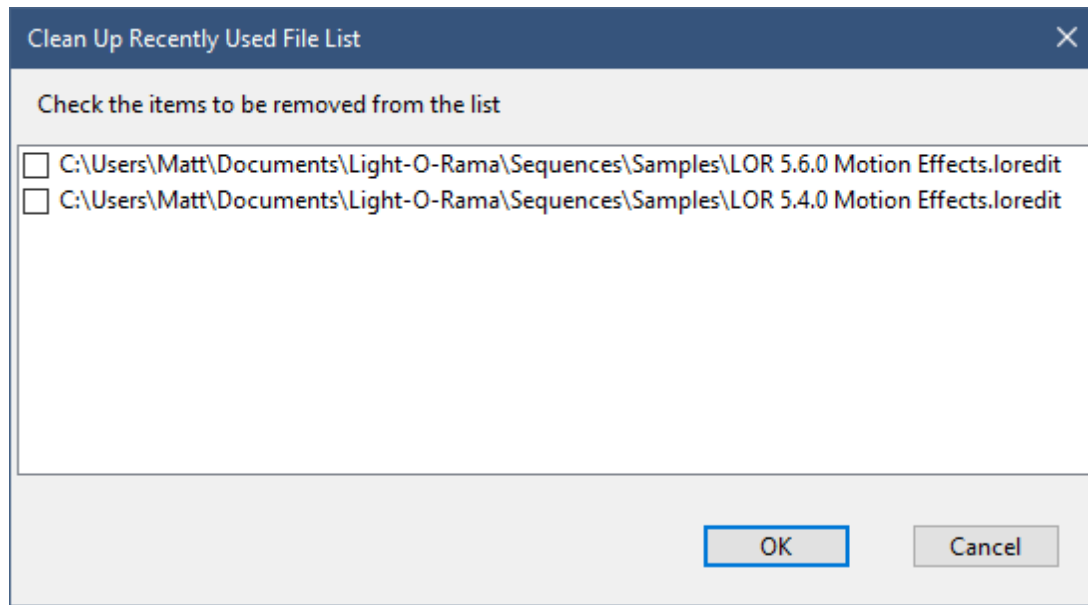 Clean Up Recently Used File List
Check the items to be removed from the list
C:\Users\Matt\Documents\Light-O-Rama\Sequences\Samples\LOR 5.6.0 Motion Effects.loredit
C:\Users\Matt\Documents\Light-O-Rama\Sequences\Samples\LOR 5.4.0 Motion Effects.loredit
OK
Cancel